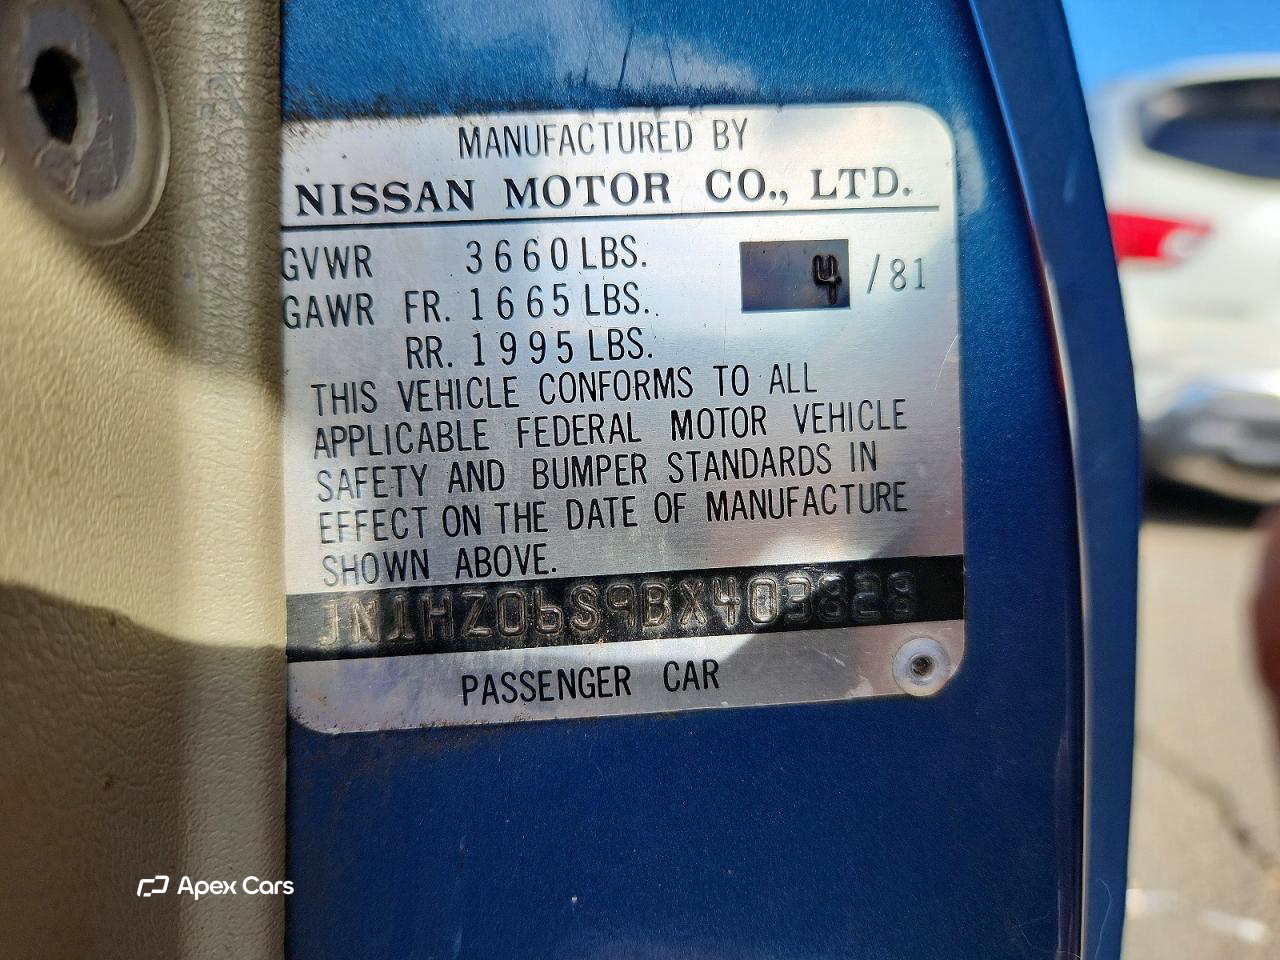 MANUFACTURED BY
NISSAN MOTOR CO., LTD.
GVWR 3660 LBS. 4 / 81
GAWR FR. 1665 LBS.
RR. 1995 LBS.
THIS VEHICLE CONFORMS TO ALL
APPLICABLE FEDERAL MOTOR VEHICLE
SAFETY AND BUMPER STANDARDS IN
EFFECT ON THE DATE OF MANUFACTURE
SHOWN ABOVE.
JN1HZ06S9BX403828
PASSENGER CAR
Apex Cars